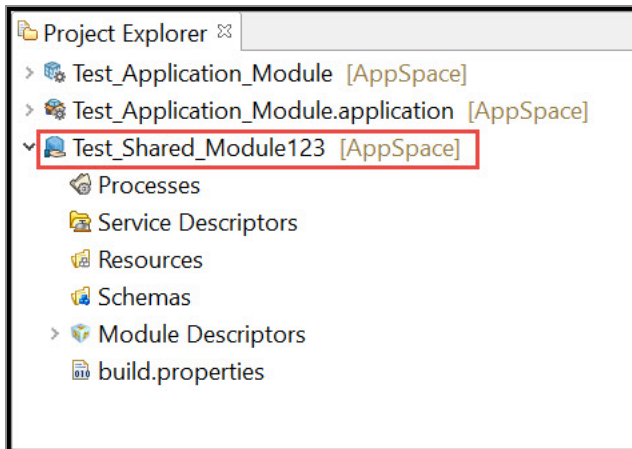 Project Explorer
Test_Application_Module [AppSpace]
Test_Application_Module.application [AppSpace]
Test_Shared_Module123 [AppSpace]
Processes
Service Descriptors
Resources
Schemas
Module Descriptors
build.properties